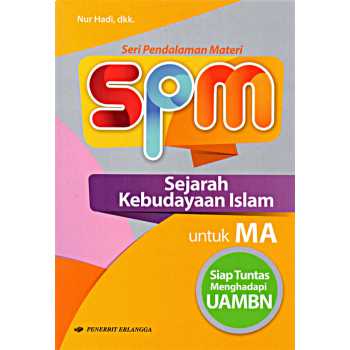 Nur Hadi, dkk.
Seri Pendalaman Materi
spm
Sejarah
Kebudayaan Islam
untuk MA
Siap Tuntas
Menghadapi
UAMBN
PENERBIT ERLANGGA